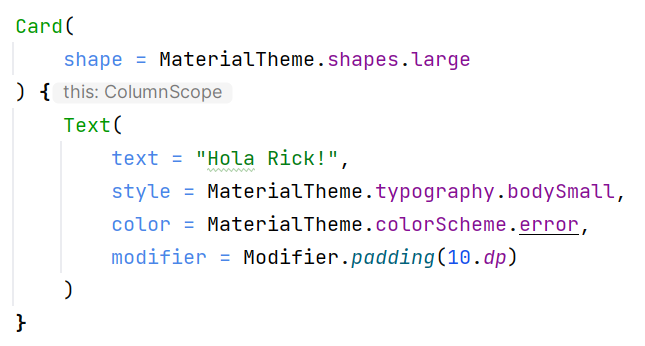 Card(
    shape = MaterialTheme.shapes.large
) { this: ColumnScope
    Text(
        text = "Hola Rick!",
        style = MaterialTheme.typography.bodySmall,
        color = MaterialTheme.colorScheme.error,
        modifier = Modifier.padding(10.dp)
    )
}